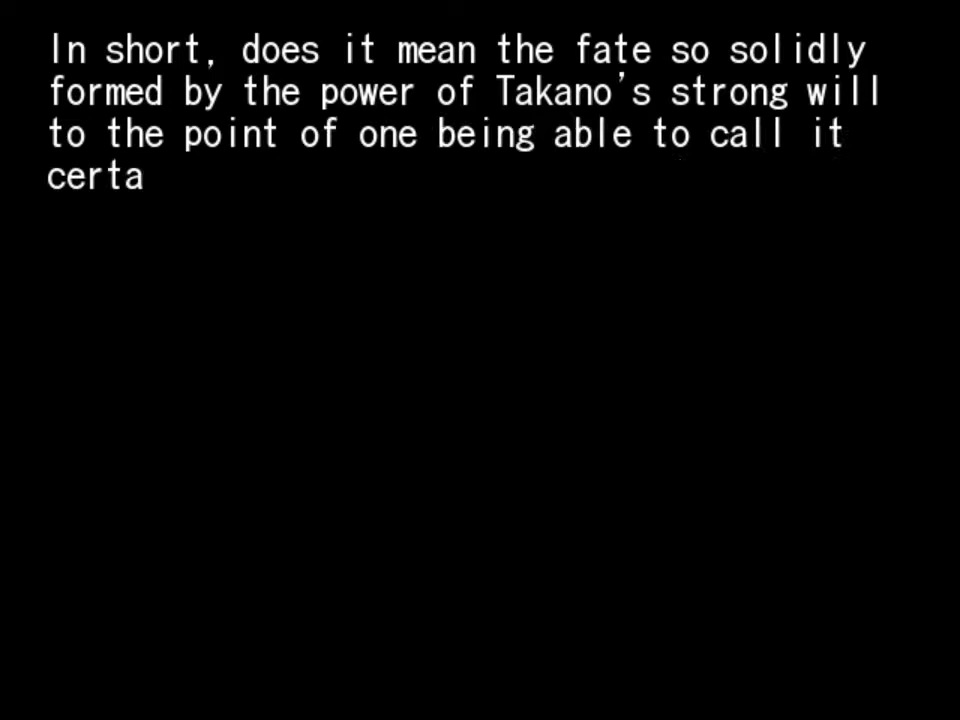 In short, does it mean the fate so solidly
formed by the power of Takano's strong will
to the point of one being able to call it
certa